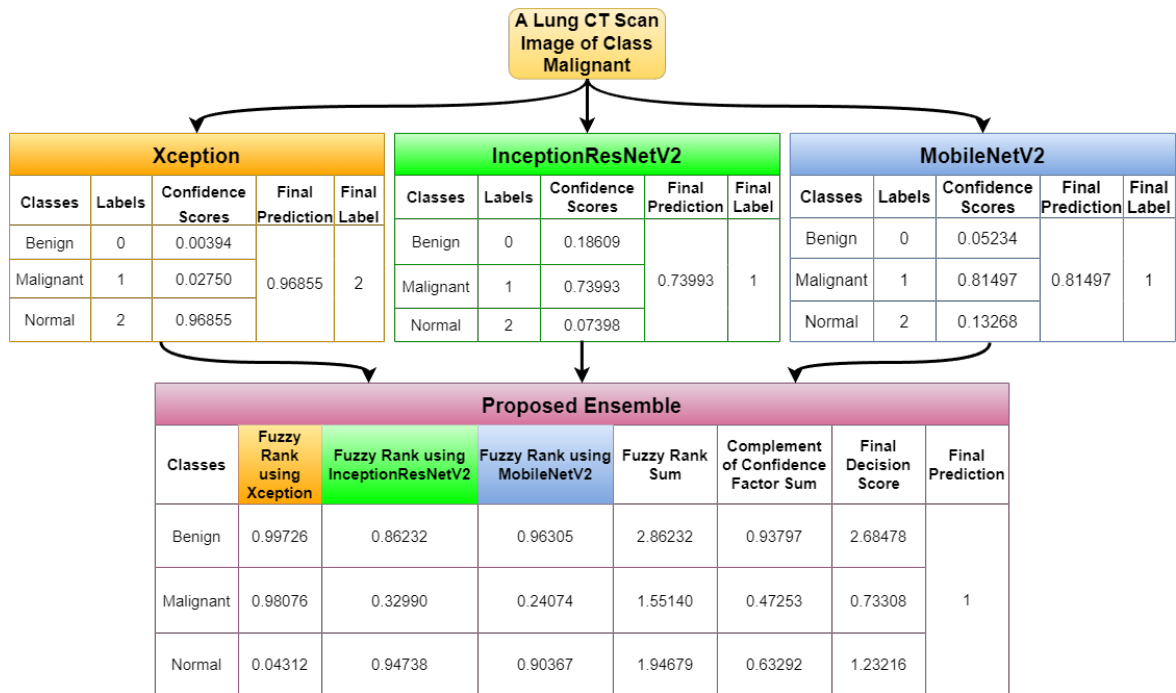 A Lung CT Scan
Image of Class
Malignant
Xception
Classes Labels Confidence Scores Final Prediction Final Label
Benign 0 0.00394
Malignant 1 0.02750 0.96855 2
Normal 2 0.96855
InceptionResNetV2
Classes Labels Confidence Scores Final Prediction Final Label
Benign 0 0.18609
Malignant 1 0.73993 0.73993 1
Normal 2 0.07398
MobileNetV2
Classes Labels Confidence Scores Final Prediction Final Label
Benign 0 0.05234
Malignant 1 0.81497 0.81497 1
Normal 2 0.13268
Proposed Ensemble
Classes Fuzzy Rank using Xception Fuzzy Rank using InceptionResNetV2 Fuzzy Rank using MobileNetV2 Fuzzy Rank Sum Complement of Confidence Factor Sum Final Decision Score Final Prediction
Benign 0.99726 0.86232 0.96305 2.86232 0.93797 2.68478
Malignant 0.98076 0.32990 0.24074 1.55140 0.47253 0.73308 1
Normal 0.04312 0.94738 0.90367 1.94679 0.63292 1.23216